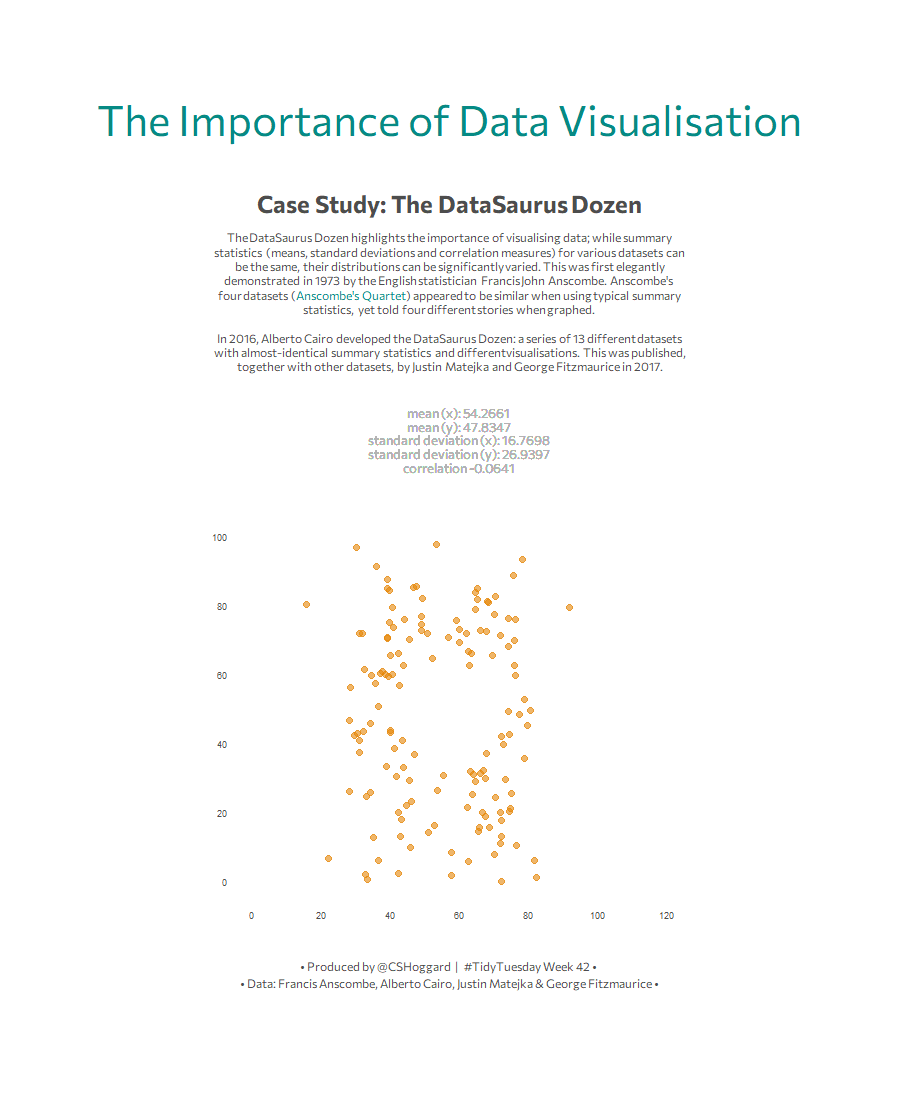 The Importance of Data Visualisation
Case Study: The DataSaurus Dozen
The DataSaurus Dozen highlights the importance of visualising data; while summary
statistics (means, standard deviations and correlation measures) for various datasets can
be the same, their distributions can be significantly varied. This was first elegantly
demonstrated in 1973 by the English statistician Francis John Anscombe. Anscombe's
four datasets (Anscombe's Quartet) appeared to be similar when using typical summary
statistics, yet told four different stories when graphed.
In 2016, Alberto Cairo developed the DataSaurus Dozen: a series of 13 different datasets
with almost-identical summary statistics and different visualisations. This was published,
together with other datasets, by Justin Matejka and George Fitzmaurice in 2017.
mean (x): 54.2661
mean (y): 47.8347
standard deviation (x): 16.7698
standard deviation (y): 26.9397
correlation -0.0641
100
80
60
40
20
0
0 20 40 60 80 100 120
• Produced by @CSHoggard | #TidyTuesday Week 42 •
• Data: Francis Anscombe, Alberto Cairo, Justin Matejka & George Fitzmaurice •